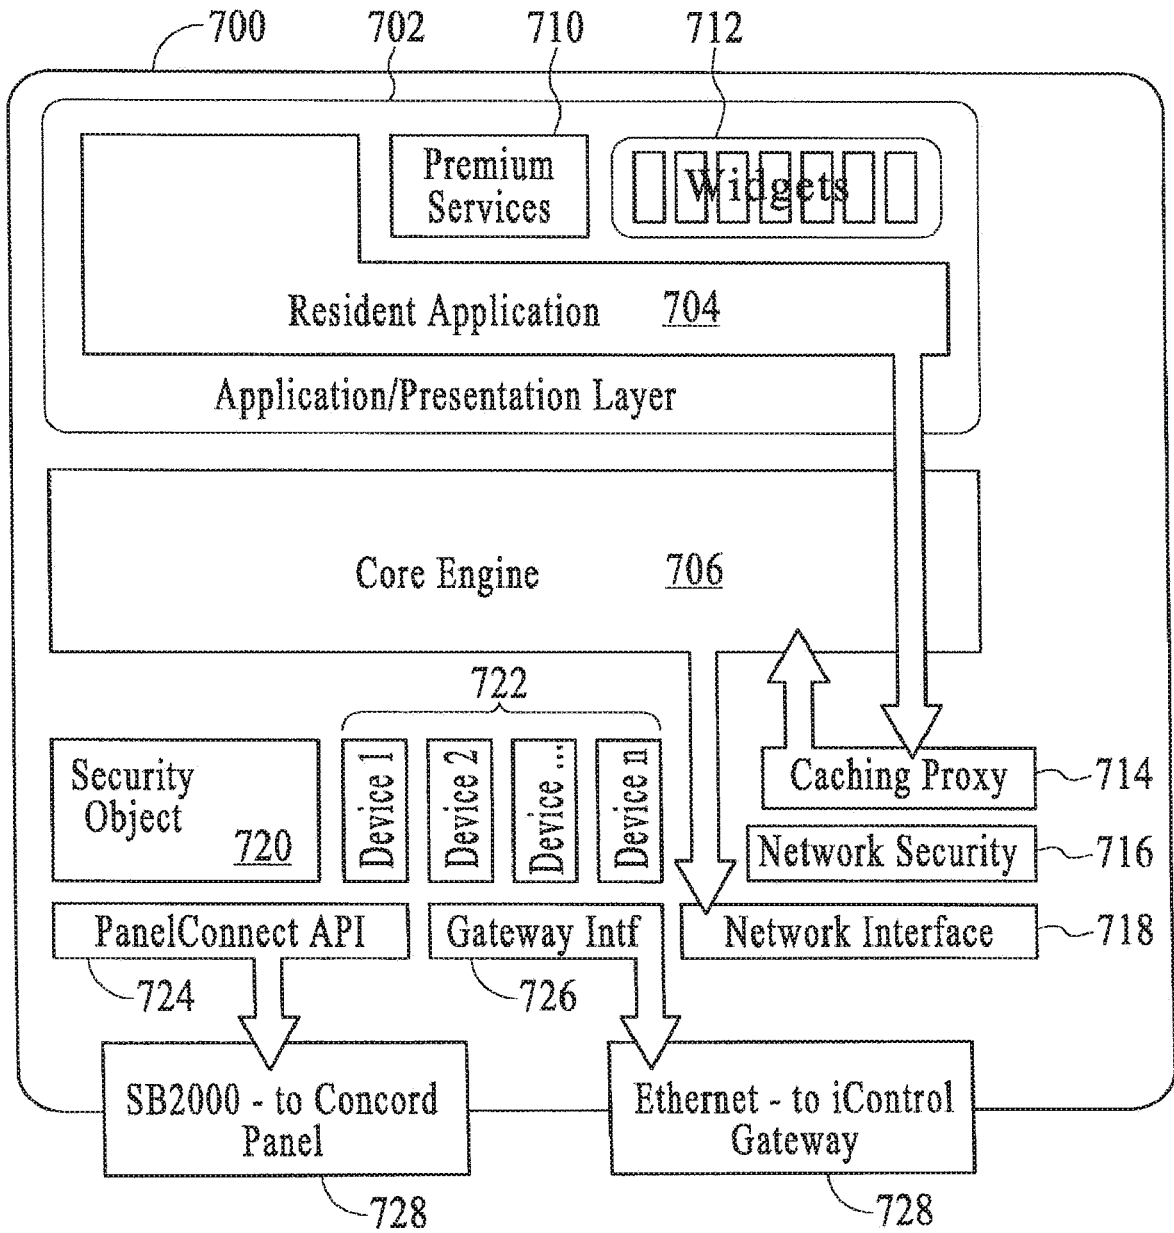 700
702
710
712
Premium
Services
Widgets
Resident Application 704
Application/Presentation Layer
Core Engine 706
722
Security
Object
720
Device 1
Device 2
Device ...
Device n
Caching Proxy
714
Network Security
716
PanelConnect API
Gateway Intf
Network Interface
718
724
726
SB2000 - to Concord
Panel
Ethernet - to iControl
Gateway
728
728